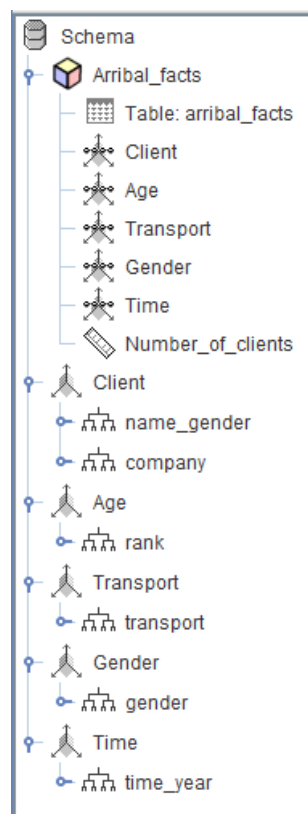 Schema
Arribal_facts
Table: arribal_facts
Client
Age
Transport
Gender
Time
Number_of_clients
Client
name_gender
company
Age
rank
Transport
transport
Gender
gender
Time
time_year